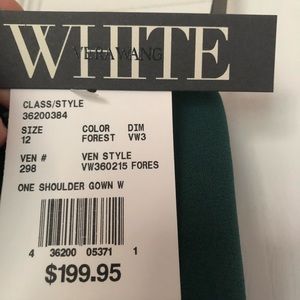 WHITE
VERA WANG
CLASS/STYLE
36200384
SIZE COLOR DIM
12 FOREST VW3
VEN # VEN STYLE
298 VW360215 FORES
ONE SHOULDER GOWN W
4 36200 05371 1
$199.95